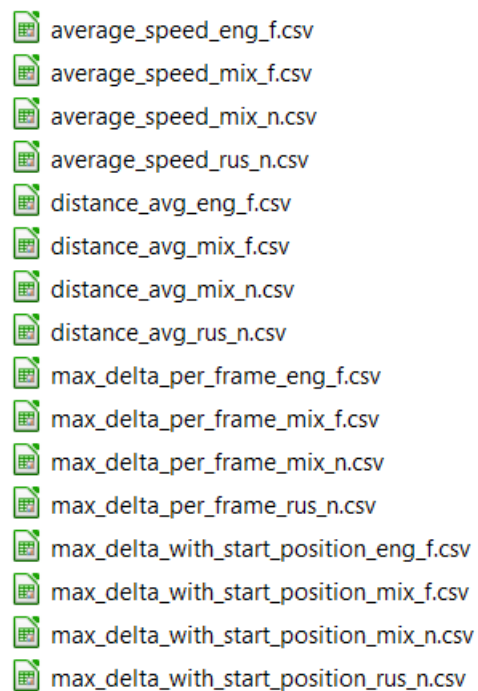 average_speed_eng_f.csv
average_speed_mix_f.csv
average_speed_mix_n.csv
average_speed_rus_n.csv
distance_avg_eng_f.csv
distance_avg_mix_f.csv
distance_avg_mix_n.csv
distance_avg_rus_n.csv
max_delta_per_frame_eng_f.csv
max_delta_per_frame_mix_f.csv
max_delta_per_frame_mix_n.csv
max_delta_per_frame_rus_n.csv
max_delta_with_start_position_eng_f.csv
max_delta_with_start_position_mix_f.csv
max_delta_with_start_position_mix_n.csv
max_delta_with_start_position_rus_n.csv